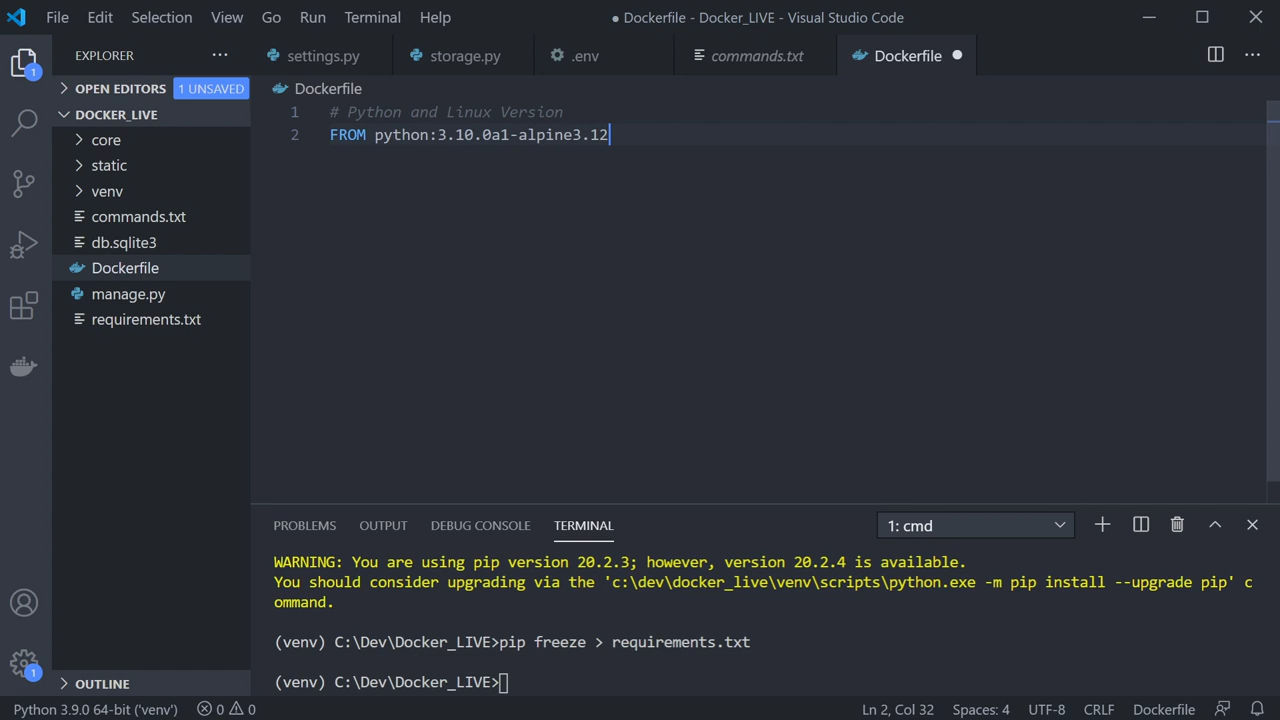 File Edit Selection View Go Run Terminal Help
● Dockerfile - Docker_LIVE - Visual Studio Code
EXPLORER
settings.py
storage.py
.env
commands.txt
Dockerfile
1
OPEN EDITORS
1 UNSAVED
DOCKER_LIVE
core
static
venv
commands.txt
db.sqlite3
Dockerfile
manage.py
requirements.txt
OUTLINE
1
Dockerfile
1 # Python and Linux Version
2 FROM python:3.10.0a1-alpine3.12
PROBLEMS OUTPUT DEBUG CONSOLE TERMINAL
1: cmd
WARNING: You are using pip version 20.2.3; however, version 20.2.4 is available.
You should consider upgrading via the 'c:\dev\docker_live\venv\scripts\python.exe -m pip install --upgrade pip' c
ommand.
(venv) C:\Dev\Docker_LIVE>pip freeze > requirements.txt
(venv) C:\Dev\Docker_LIVE>
Python 3.9.0 64-bit ('venv') 0 0
Ln 2, Col 32 Spaces: 4 UTF-8 CRLF Dockerfile